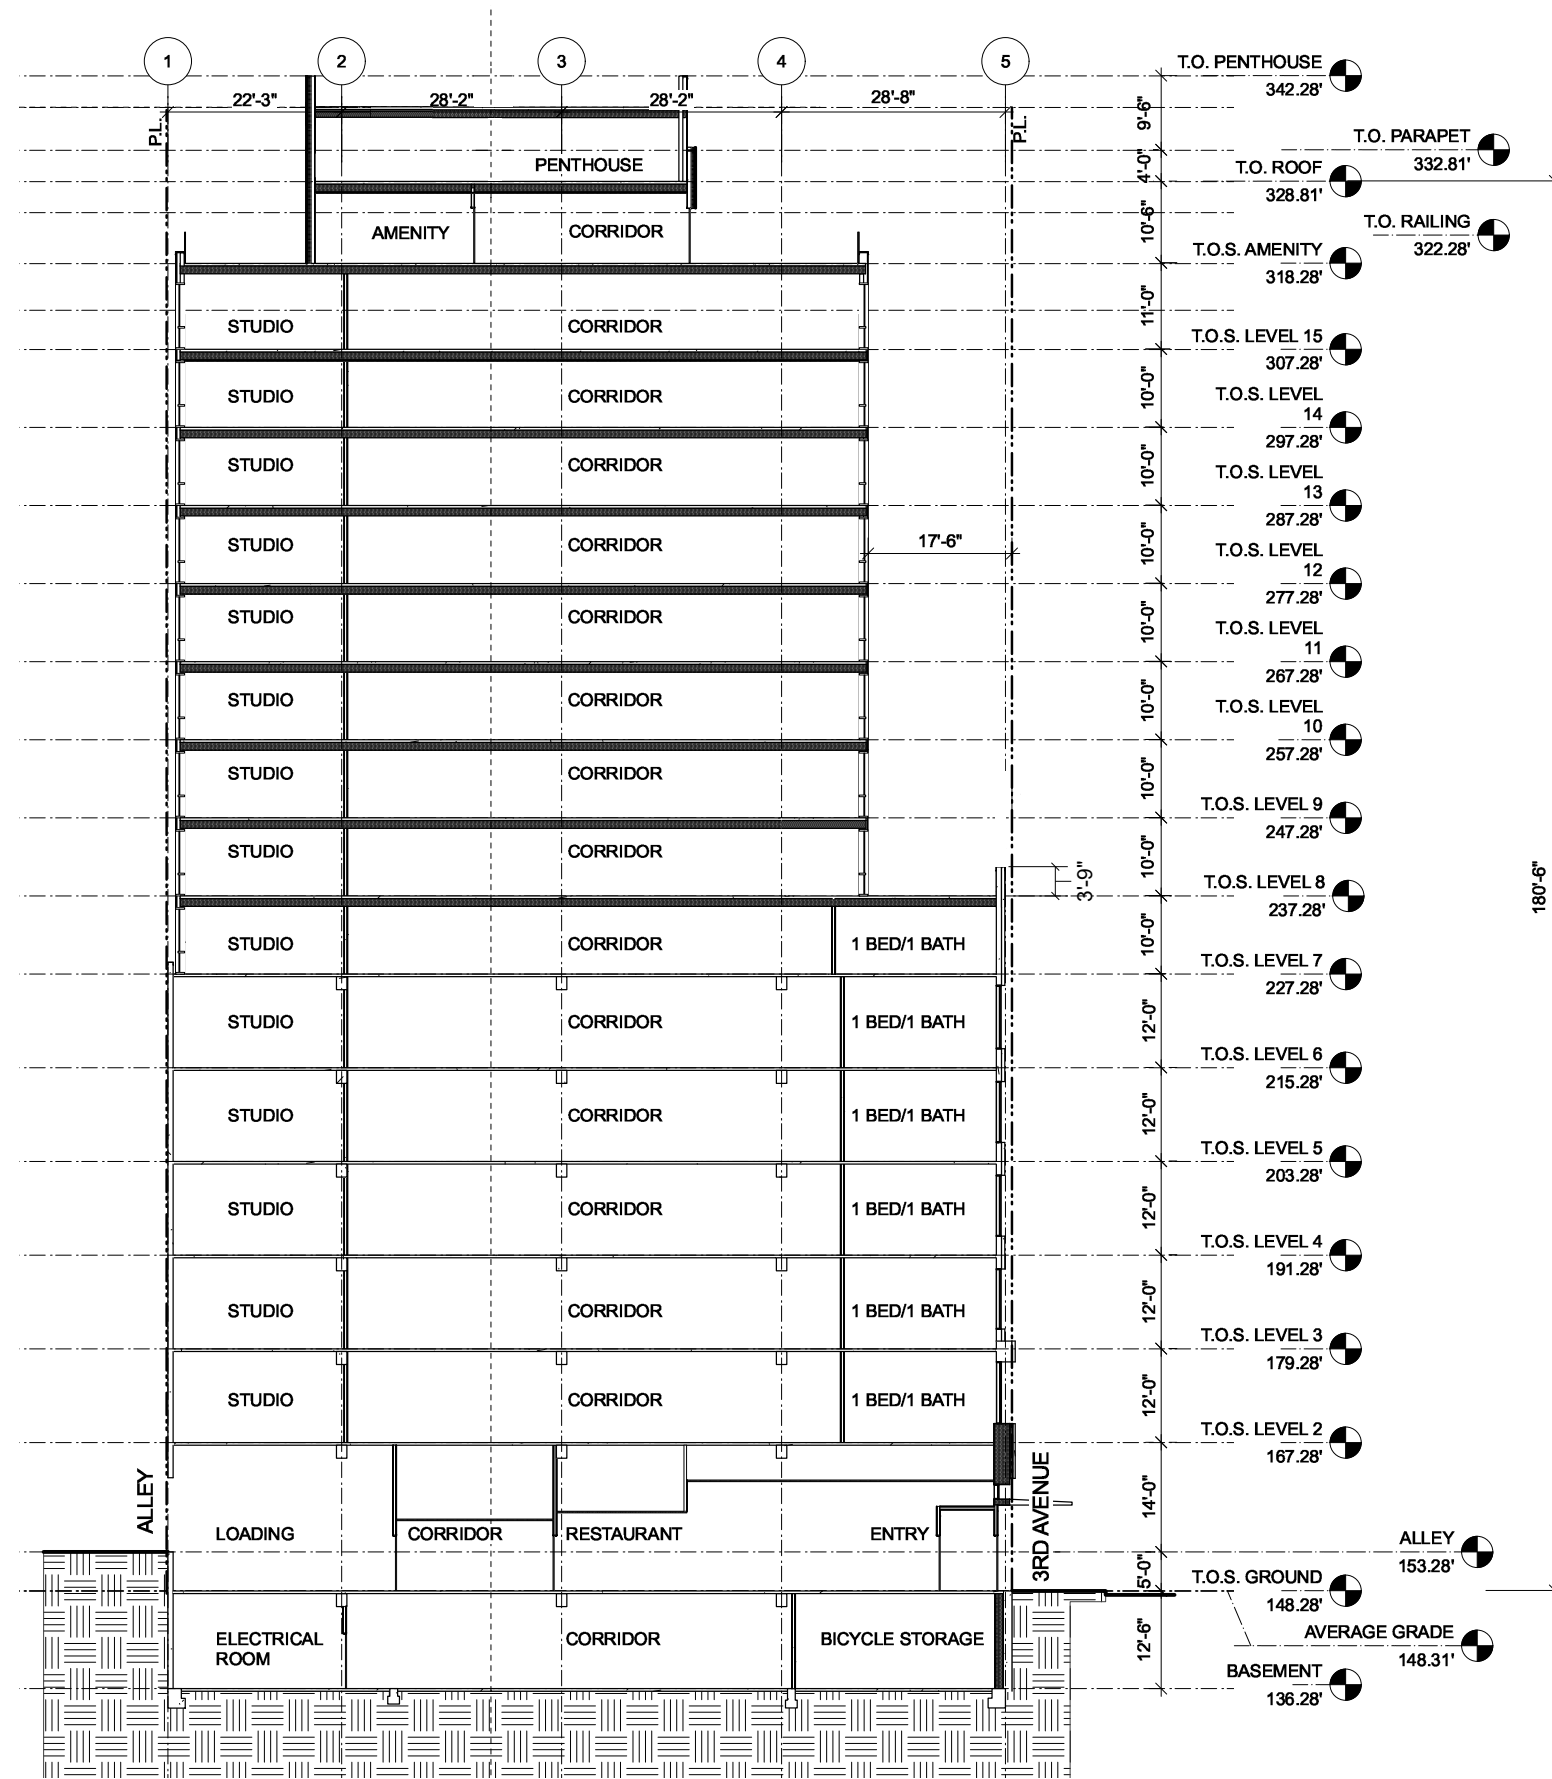 1
2
3
4
5
22'-3"
28'-2"
28'-2"
28'-8"
P.L.
P.L.
T.O. PENTHOUSE
342.28'
9'-6"
T.O. PARAPET
332.81'
4'-0"
T.O. ROOF
328.81'
PENTHOUSE
10'-6"
T.O. RAILING
322.28'
AMENITY
CORRIDOR
T.O.S. AMENITY
318.28'
STUDIO
CORRIDOR
11'-0"
T.O.S. LEVEL 15
307.28'
STUDIO
CORRIDOR
10'-0"
T.O.S. LEVEL
14
297.28'
STUDIO
CORRIDOR
10'-0"
T.O.S. LEVEL
13
287.28'
STUDIO
CORRIDOR
17'-6"
10'-0"
T.O.S. LEVEL
12
277.28'
STUDIO
CORRIDOR
10'-0"
T.O.S. LEVEL
11
267.28'
STUDIO
CORRIDOR
10'-0"
T.O.S. LEVEL
10
257.28'
STUDIO
CORRIDOR
10'-0"
T.O.S. LEVEL 9
247.28'
STUDIO
CORRIDOR
10'-0"
3'-9"
T.O.S. LEVEL 8
237.28'
180'-6"
STUDIO
CORRIDOR
1 BED/1 BATH
10'-0"
T.O.S. LEVEL 7
227.28'
STUDIO
CORRIDOR
1 BED/1 BATH
12'-0"
T.O.S. LEVEL 6
215.28'
STUDIO
CORRIDOR
1 BED/1 BATH
12'-0"
T.O.S. LEVEL 5
203.28'
STUDIO
CORRIDOR
1 BED/1 BATH
12'-0"
T.O.S. LEVEL 4
191.28'
STUDIO
CORRIDOR
1 BED/1 BATH
12'-0"
T.O.S. LEVEL 3
179.28'
STUDIO
CORRIDOR
1 BED/1 BATH
12'-0"
T.O.S. LEVEL 2
167.28'
ALLEY
LOADING
CORRIDOR
RESTAURANT
ENTRY
3RD AVENUE
14'-0"
ALLEY
153.28'
5'-0"
T.O.S. GROUND
148.28'
ELECTRICAL
ROOM
CORRIDOR
BICYCLE STORAGE
12'-6"
AVERAGE GRADE
148.31'
BASEMENT
136.28'